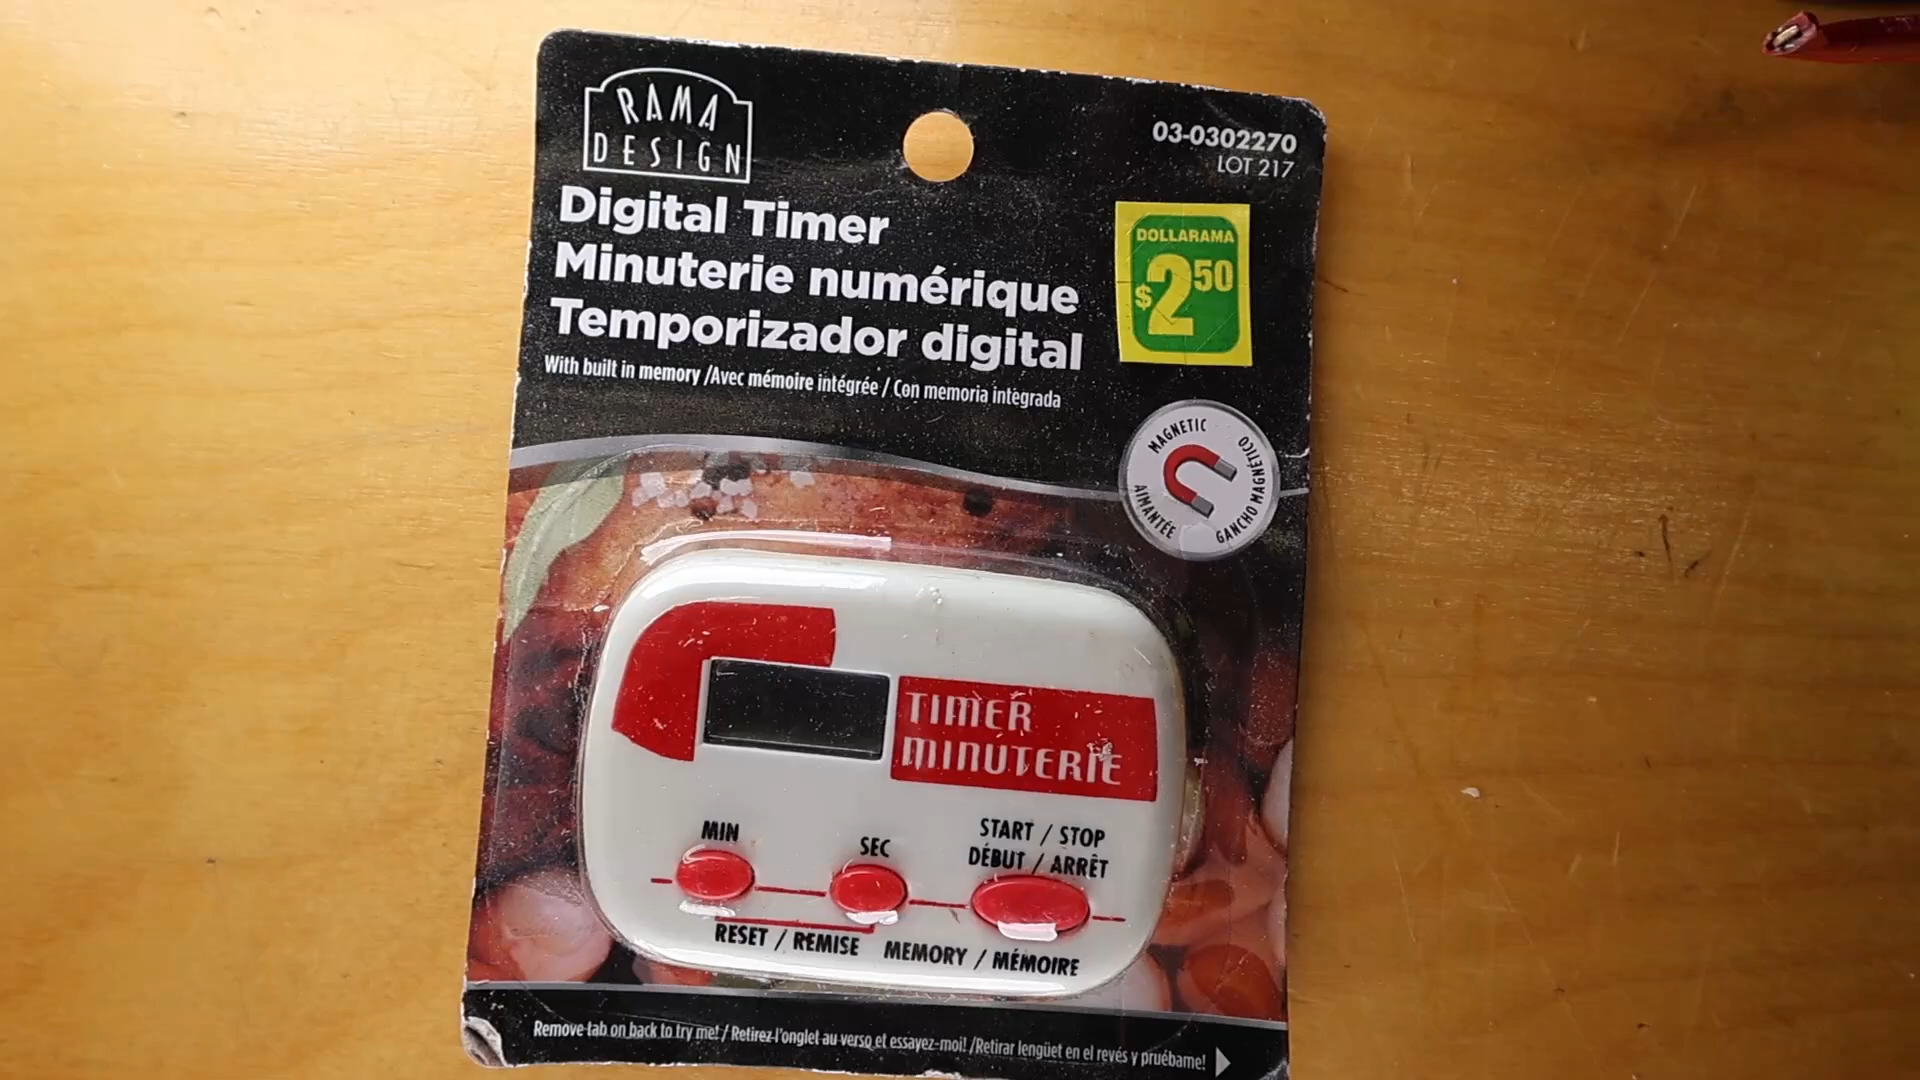 RAMA
DESIGN
03-0302270
LOT 217
Digital Timer
Minuterie numérique
Temporizador digital
With built in memory /Avec mémoire intégrée / Con memoria integrada
DOLLARAMA
$2.50
MAGNETIC
GANCHO MAGNÉTICO
AIMANTÉE
TIMER
MINUTERIE
MIN
SEC
START / STOP
DÉBUT / ARRÊT
RESET / REMISE
MEMORY / MÉMOIRE
Remove tab on back to try me! / Retirez l'onglet au verso et essayez-moi! /Retirar lengüet en el revés y pruébame!